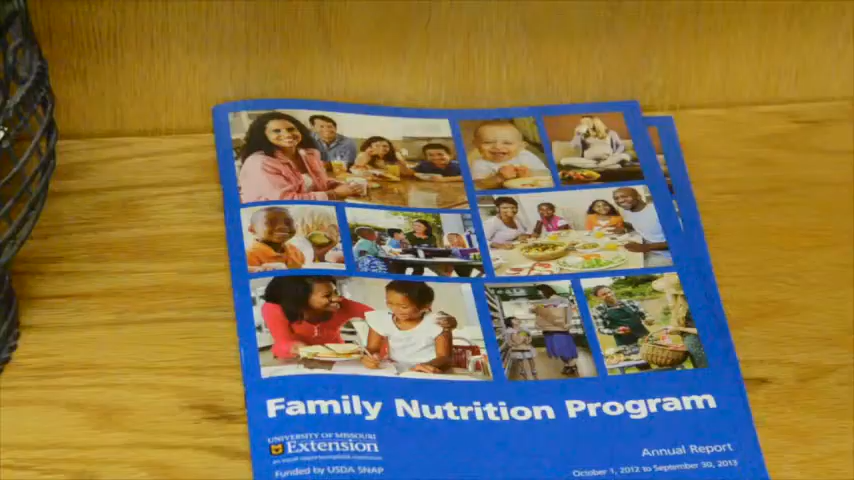 Family Nutrition Program
UNIVERSITY OF MISSOURI
Extension
Funded by USDA SNAP
Annual Report
October 1, 2012 to September 30, 2013